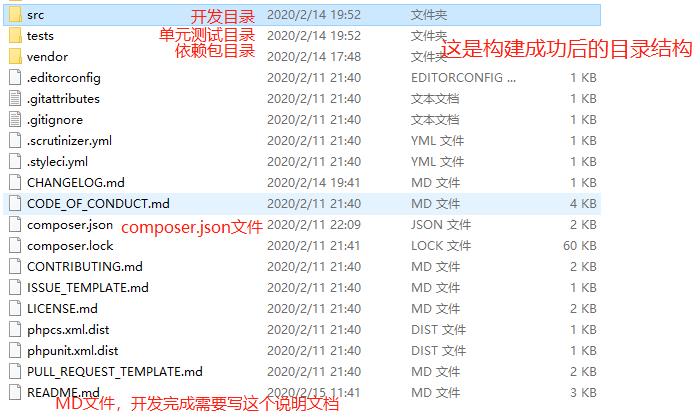 src 开发目录 2020/2/14 19:52 文件夹
tests 单元测试目录 2020/2/14 19:52 文件夹
vendor 依赖包目录 2020/2/14 17:48 文件夹 这是构建成功后的目录结构
.editorconfig 2020/2/11 21:40 EDITORCONFIG ... 1 KB
.gitattributes 2020/2/11 21:40 文本文档 1 KB
.gitignore 2020/2/11 21:40 文本文档 1 KB
.scrutinizer.yml 2020/2/11 21:40 YML 文件 1 KB
.styleci.yml 2020/2/11 21:40 YML 文件 1 KB
CHANGELOG.md 2020/2/14 19:41 MD 文件 1 KB
CODE_OF_CONDUCT.md 2020/2/11 21:40 MD 文件 4 KB
composer.json composer.json文件 2020/2/11 22:09 JSON 文件 2 KB
composer.lock 2020/2/11 21:41 LOCK 文件 60 KB
CONTRIBUTING.md 2020/2/11 21:40 MD 文件 2 KB
ISSUE_TEMPLATE.md 2020/2/11 21:40 MD 文件 1 KB
LICENSE.md 2020/2/11 21:40 MD 文件 2 KB
phpcs.xml.dist 2020/2/11 21:40 DIST 文件 1 KB
phpunit.xml.dist 2020/2/11 21:40 DIST 文件 1 KB
PULL_REQUEST_TEMPLATE.md 2020/2/11 21:40 MD 文件 2 KB
README.md 2020/2/15 11:41 MD 文件 3 KB
MD文件，开发完成需要写这个说明文档